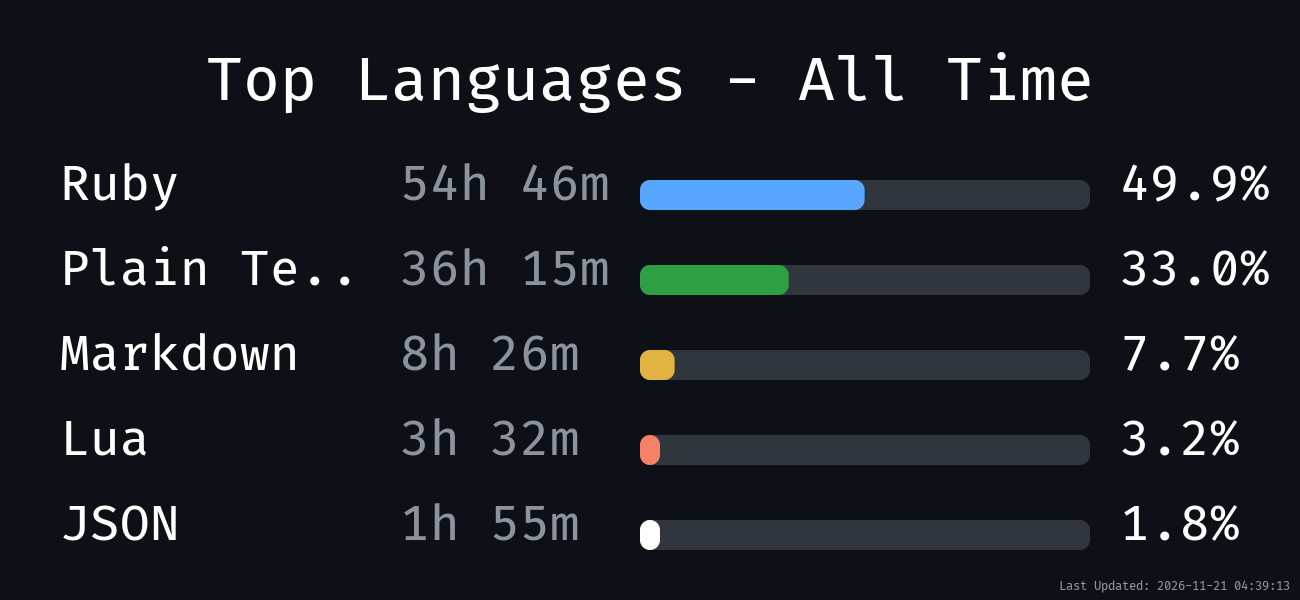 Top Languages - All Time
Ruby 54h 46m 49.9%
Plain Te.. 36h 15m 33.0%
Markdown 8h 26m 7.7%
Lua 3h 32m 3.2%
JSON 1h 55m 1.8%
Last Updated: 2026-11-21 04:39:13